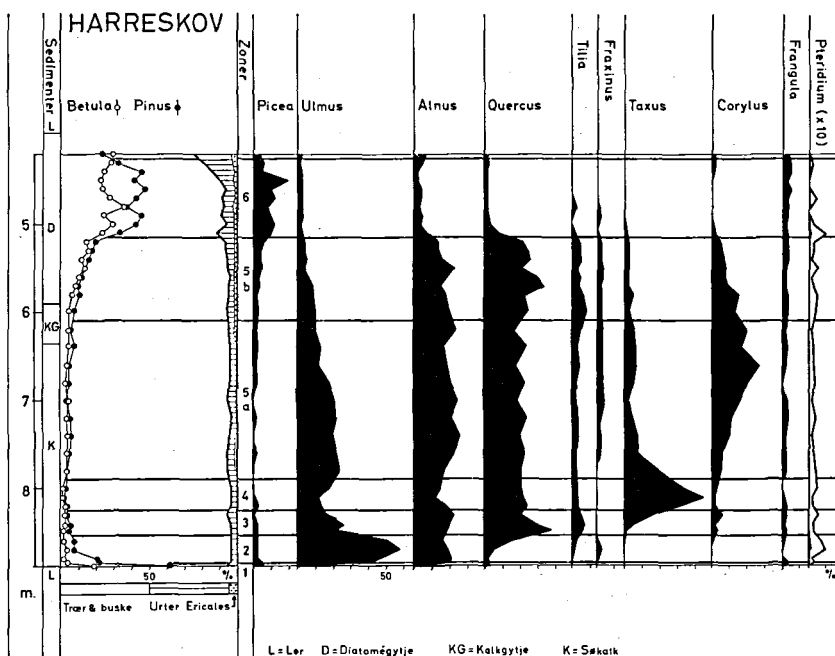 HARRESKOV
Sedimenter
Betula Pinus
Zoner
Picea Ulmus Alnus Quercus
Tilia
Fraxinus
Taxus Corylus
Frangula
Pteridium (x10)
L
D
KG
K
L
5
6
7
8
m.
6
5
b
5
a
4
3
2
1
50 %
50 %
Trær & buske Urter Ericales
L = Ler D = Diatomégytje KG = Kalkgytje K = Søkalk